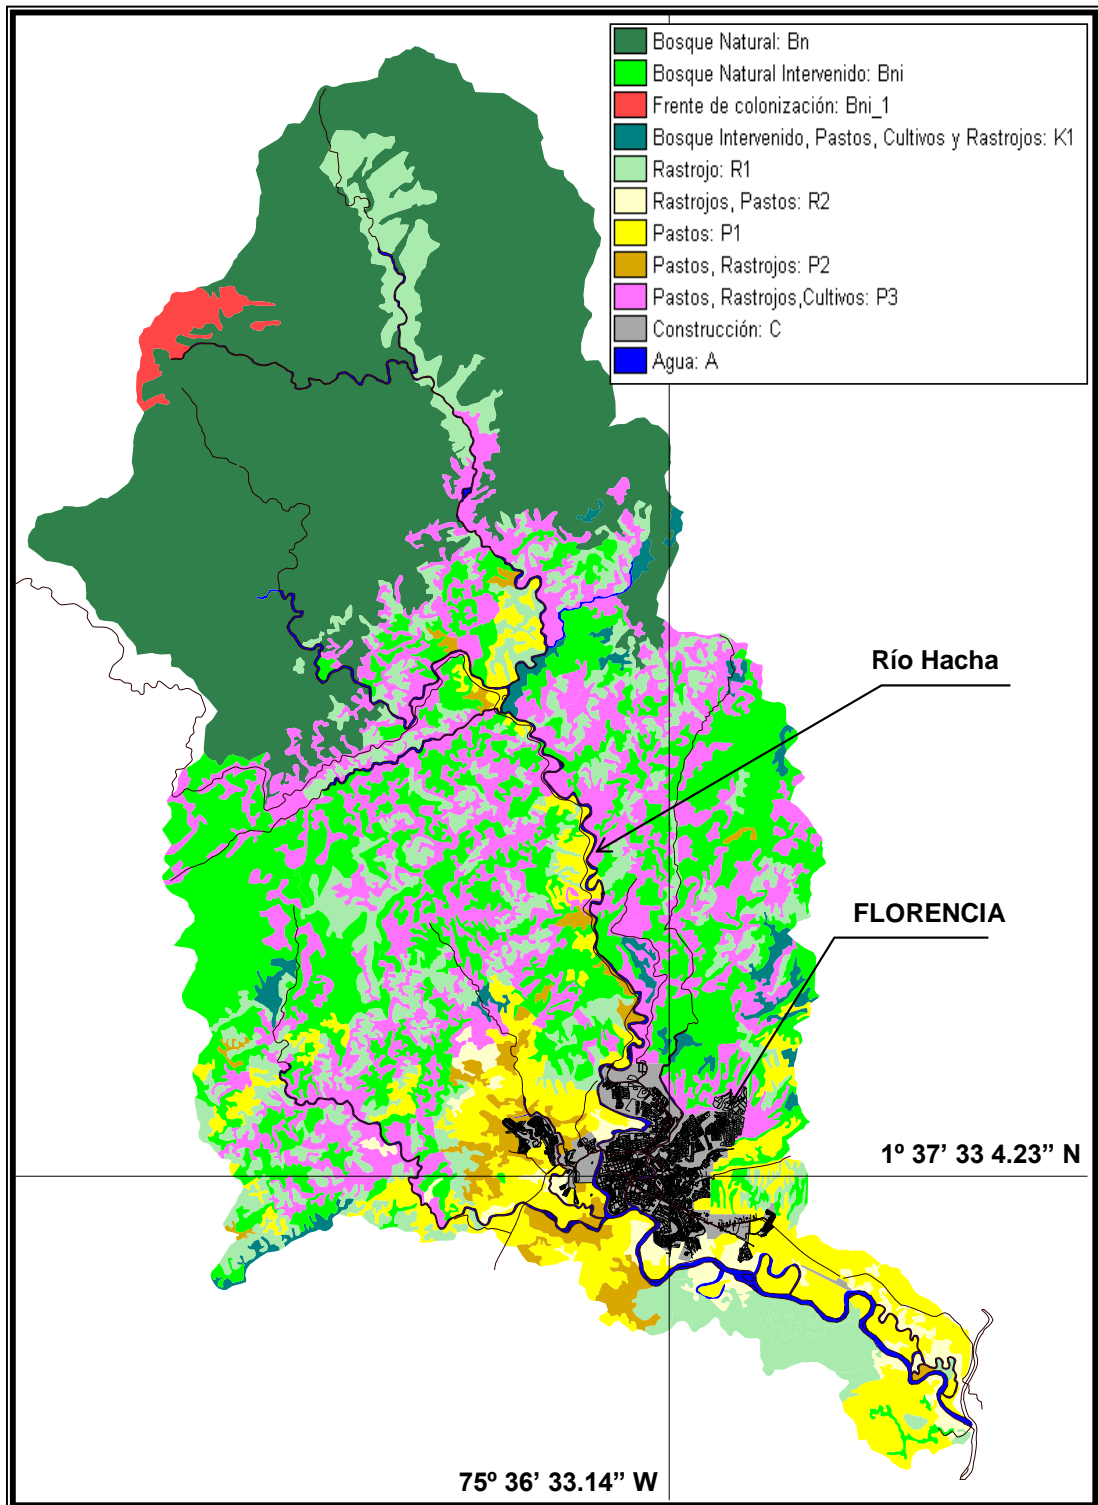 Bosque Natural: Bn
Bosque Natural Intervenido: Bni
Frente de colonización: Bni_1
Bosque Intervenido, Pastos, Cultivos y Rastrojos: K1
Rastrojo: R1
Rastrojos, Pastos: R2
Pastos: P1
Pastos, Rastrojos: P2
Pastos, Rastrojos,Cultivos: P3
Construcción: C
Agua: A
Río Hacha
FLORENCIA
1º 37’ 33 4.23” N
75º 36’ 33.14” W